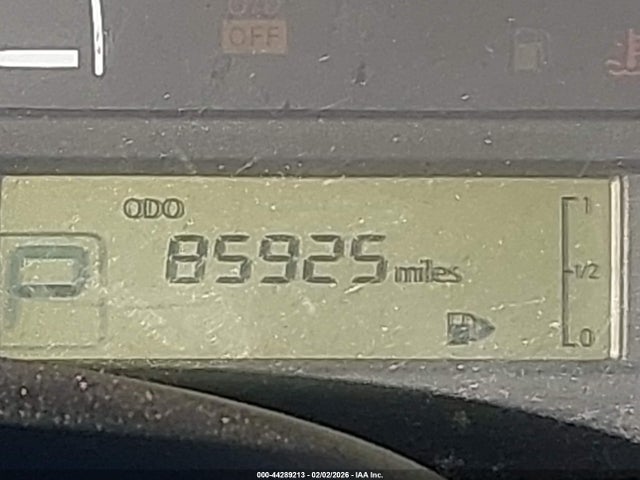 OFF
ODO
85925 miles
P
1
1/2
0
000-44289213 - 02/02/2026 - IAA Inc.